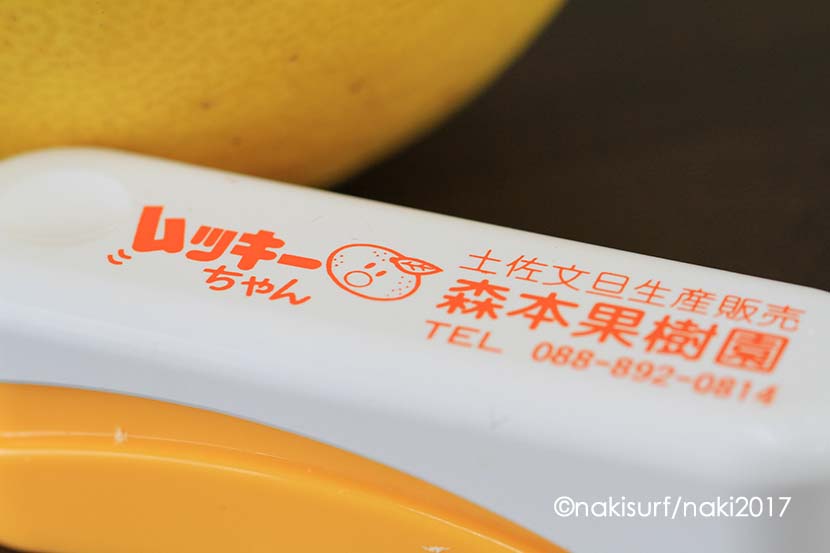 ムッキー
ちゃん
土佐文旦生産販売
森本果樹園
TEL 088-892-0814
©nakisurf/naki2017